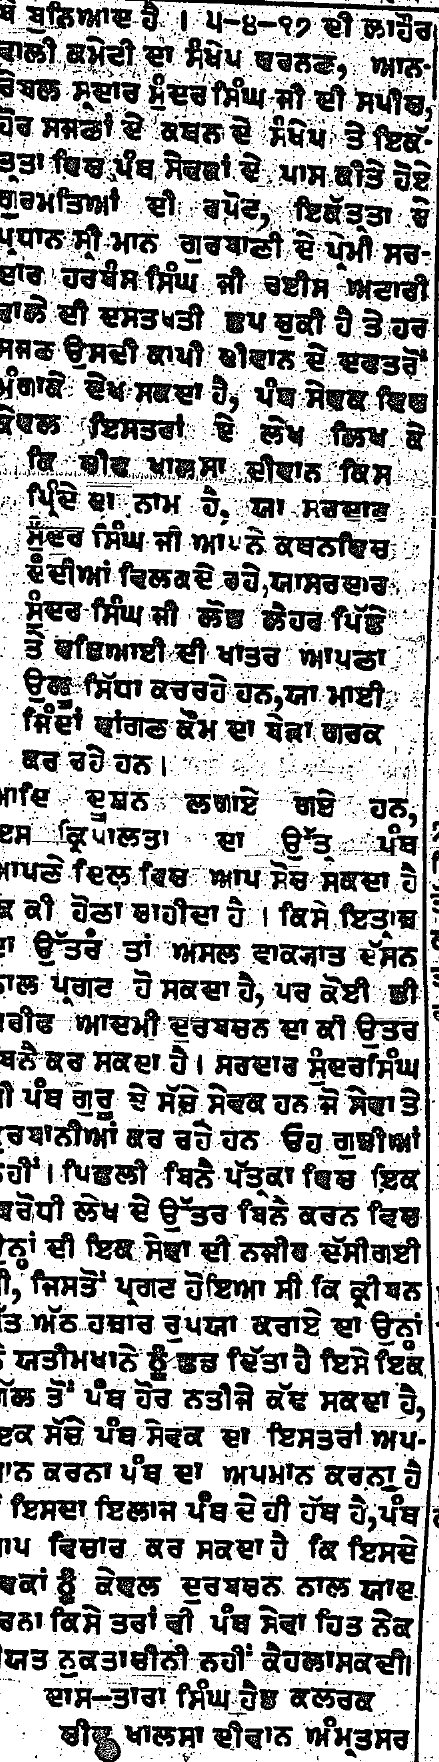 ਬੇ ਬੁਨਿਆਦ ਹੈ । ੫-੪-੧੭ ਦੀ ਲਾਹੌਰ
ਵਾਲੀ ਕਮੇਟੀ ਦਾ ਸੰਖੇਪ ਵਰਨਣ, ਆਨ-
ਰੇਬਲ ਸ੍ਰਦਾਰ ਸੁੰਦਰ ਸਿੰਘ ਜੀ ਦੀ ਸਪੀਚ,
ਹੋਰ ਸਜਣਾਂ ਦੇ ਕਥਨ ਦੇ ਸੰਖੇਪ ਤੇ ਇਕੱ-
ਤ੍ਰਤਾ ਵਿਚ ਪੰਥ ਸੇਵਕਾਂ ਦੇ ਪਾਸ ਕੀਤੇ ਹੋਏ
ਗੁਰਮਤਿਆਂ ਦੀ ਰਪੋਟ, ਇਕੱਤ੍ਰਤਾ ਦੇ
ਪ੍ਰਧਾਨ ਸ੍ਰੀ ਮਾਨ ਗੁਰਬਾਣੀ ਦੇ ਪ੍ਰੇਮੀ ਸਰ-
ਦਾਰ ਹਰਬੰਸ ਸਿੰਘ ਜੀ ਰਈਸ ਅਟਾਰੀ
ਵਾਲੇ ਦੀ ਦਸਤਖਤੀ ਛਪ ਚੁਕੀ ਹੈ ਤੇ ਹਰ
ਸਜਣ ਉਸਦੀ ਕਾਪੀ ਦੀਵਾਨ ਦੇ ਦਫਤਰੋਂ
ਮੰਗਾਕੇ ਦੇਖ ਸਕਦਾ ਹੈ, ਪੰਥ ਸੇਵਕ ਵਿਚ
ਕੇਵਲ ਇਸਤਰਾਂ ਦੇ ਲੇਖ ਲਿਖ ਕੇ
ਕਿ ਚੀਫ ਖਾਲਸਾ ਦੀਵਾਨ ਕਿਸ
ਪ੍ਰਿੰਦੇ ਦਾ ਨਾਮ ਹੈ, ਯਾ ਸਰਦਾਰ
ਸੁੰਦਰ ਸਿੰਘ ਜੀ ਆਪਨੇ ਕਥਨਵਿਚ
ਦੰਦੀਆਂ ਵਿਲਕਦੇ ਰਹੇ,ਯਾਸਰਦਾਰ
ਸੁੰਦਰ ਸਿੰਘ ਜੀ ਲੋਭ ਲੇਹਰ ਪਿੱਛੇ
ਤੇ ਵਡਿਆਈ ਦੀ ਖਾਤਰ ਆਪਣਾ
ਉਲੂ ਸਿੱਧਾ ਕਰਰਹੇ ਹਨ,ਯਾ ਮਾਈ
ਜਿੰਦਾਂ ਵਾਂਗਣ ਕੌਮ ਦਾ ਬੇੜਾ ਗਰਕ
ਕਰ ਰਹੇ ਹਨ ।
ਆਦਿ ਦੂਸ਼ਨ ਲਗਾਏ ਗਏ ਹਨ,
ਇਸ ਕ੍ਰਿਪਾਲਤਾ ਦਾ ਉੱਤ੍ਰ ਪੰਥ
ਆਪਣੇ ਦਿਲ ਵਿਚ ਆਪ ਸੋਚ ਸਕਦਾ ਹੈ
ਕਿ ਕੀ ਹੋਣਾ ਚਾਹੀਦਾ ਹੈ । ਕਿਸੇ ਇਤ੍ਰਾਜ਼
ਦਾ ਉੱਤਰ ਤਾਂ ਅਸਲ ਵਾਕਯਾਤ ਦੱਸਨ
ਨਾਲ ਪ੍ਰਗਟ ਹੋ ਸਕਦਾ ਹੈ, ਪਰ ਕੋਈ ਭੀ
ਸ਼ਰੀਫ ਆਦਮੀ ਦੁਰਬਚਨ ਦਾ ਕੀ ਉਤਰ
ਬਿਨੈ ਕਰ ਸਕਦਾ ਹੈ । ਸਰਦਾਰ ਸੁੰਦਰਸਿੰਘ
ਜੀ ਪੰਥ ਗੁਰੂ ਦੇ ਸੱਚੇ ਸੇਵਕ ਹਨ ਜੋ ਸੇਵਾ ਤੇ
ਕੁਰਬਾਨੀਆਂ ਕਰ ਰਹੇ ਹਨ ਓਹ ਗੁਝੀਆਂ
ਨਹੀਂ । ਪਿਛਲੀ ਬਿਨੈ ਪੱਤ੍ਰਕਾ ਵਿਚ ਇਕ
ਬਰੋਧੀ ਲੇਖ ਦੇ ਉੱਤਰ ਬਿਨੈ ਕਰਨ ਵਿਚ
ਉਨ੍ਹਾਂ ਦੀ ਇਕ ਸੇਵਾ ਦੀ ਨਜੀਰ ਦੱਸੀਗਈ
ਸੀ, ਜਿਸਤੋਂ ਪ੍ਰਗਟ ਹੋਇਆ ਸੀ ਕਿ ਕ੍ਰੀਬਨ
ਸੱਤ ਅੱਠ ਹਜ਼ਾਰ ਰੁਪਯਾ ਕਰਾਏ ਦਾ ਉਨ੍ਹਾਂ
ਨੇ ਯਤੀਮਖਾਨੇ ਨੂੰ ਛਡ ਦਿੱਤਾ ਹੈ ਇਸੇ ਇਕ
ਗੱਲ ਤੋਂ ਪੰਥ ਹੋਰ ਨਤੀਜੇ ਕੱਢ ਸਕਦਾ ਹੈ,
ਇਕ ਸੱਚੇ ਪੰਥ ਸੇਵਕ ਦਾ ਇਸਤਰਾਂ ਅਪ-
ਮਾਨ ਕਰਨਾ ਪੰਥ ਦਾ ਅਪਮਾਨ ਕਰਨਾ ਹੈ
ਇਸਦਾ ਇਲਾਜ ਪੰਥ ਦੇ ਹੀ ਹੱਥ ਹੈ,ਪੰਥ
ਆਪ ਵਿਚਾਰ ਕਰ ਸਕਦਾ ਹੈ ਕਿ ਇਸਦੇ
ਸੇਵਕਾਂ ਨੂੰ ਕੇਵਲ ਦੁਰਬਚਨ ਨਾਲ ਯਾਦ
ਕਰਨਾ ਕਿਸੇ ਤਰਾਂ ਵੀ ਪੰਥ ਸੇਵਾ ਹਿਤ ਨੇਕ
ਨੀਯਤ ਨੁਕਤਾਚੀਨੀ ਨਹੀਂ ਕੈਹਲਾਸਕਦੀ।
ਦਾਸ-ਤਾਰਾ ਸਿੰਘ ਹੈਡ ਕਲਰਕ
ਚੀਫ ਖਾਲਸਾ ਦੀਵਾਨ ਅੰਮ੍ਰਤਸਰ